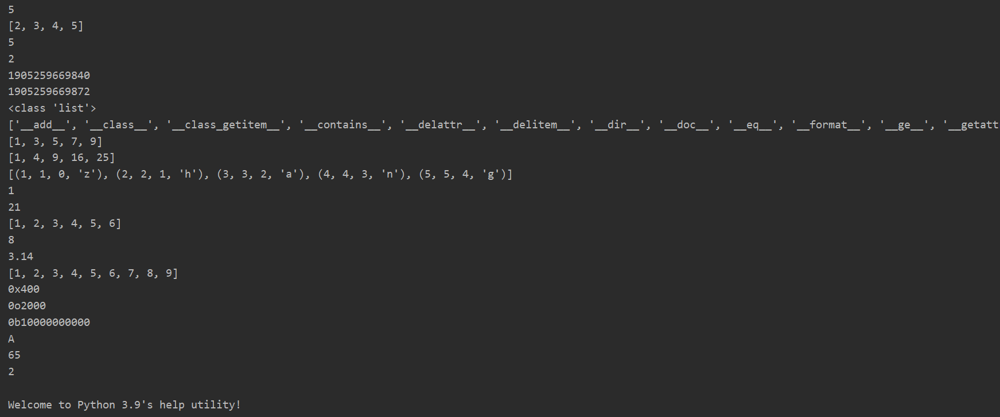 5
[2, 3, 4, 5]
5
2
1905259669840
1905259669872
<class 'list'>
['__add__', '__class__', '__class_getitem__', '__contains__', '__delattr__', '__delitem__', '__dir__', '__doc__', '__eq__', '__format__', '__ge__', '__getatt
[1, 3, 5, 7, 9]
[1, 4, 9, 16, 25]
[(1, 1, 0, 'z'), (2, 2, 1, 'h'), (3, 3, 2, 'a'), (4, 4, 3, 'n'), (5, 5, 4, 'g')]
1
21
[1, 2, 3, 4, 5, 6]
8
3.14
[1, 2, 3, 4, 5, 6, 7, 8, 9]
0x400
0o2000
0b10000000000
A
65
2
Welcome to Python 3.9's help utility!